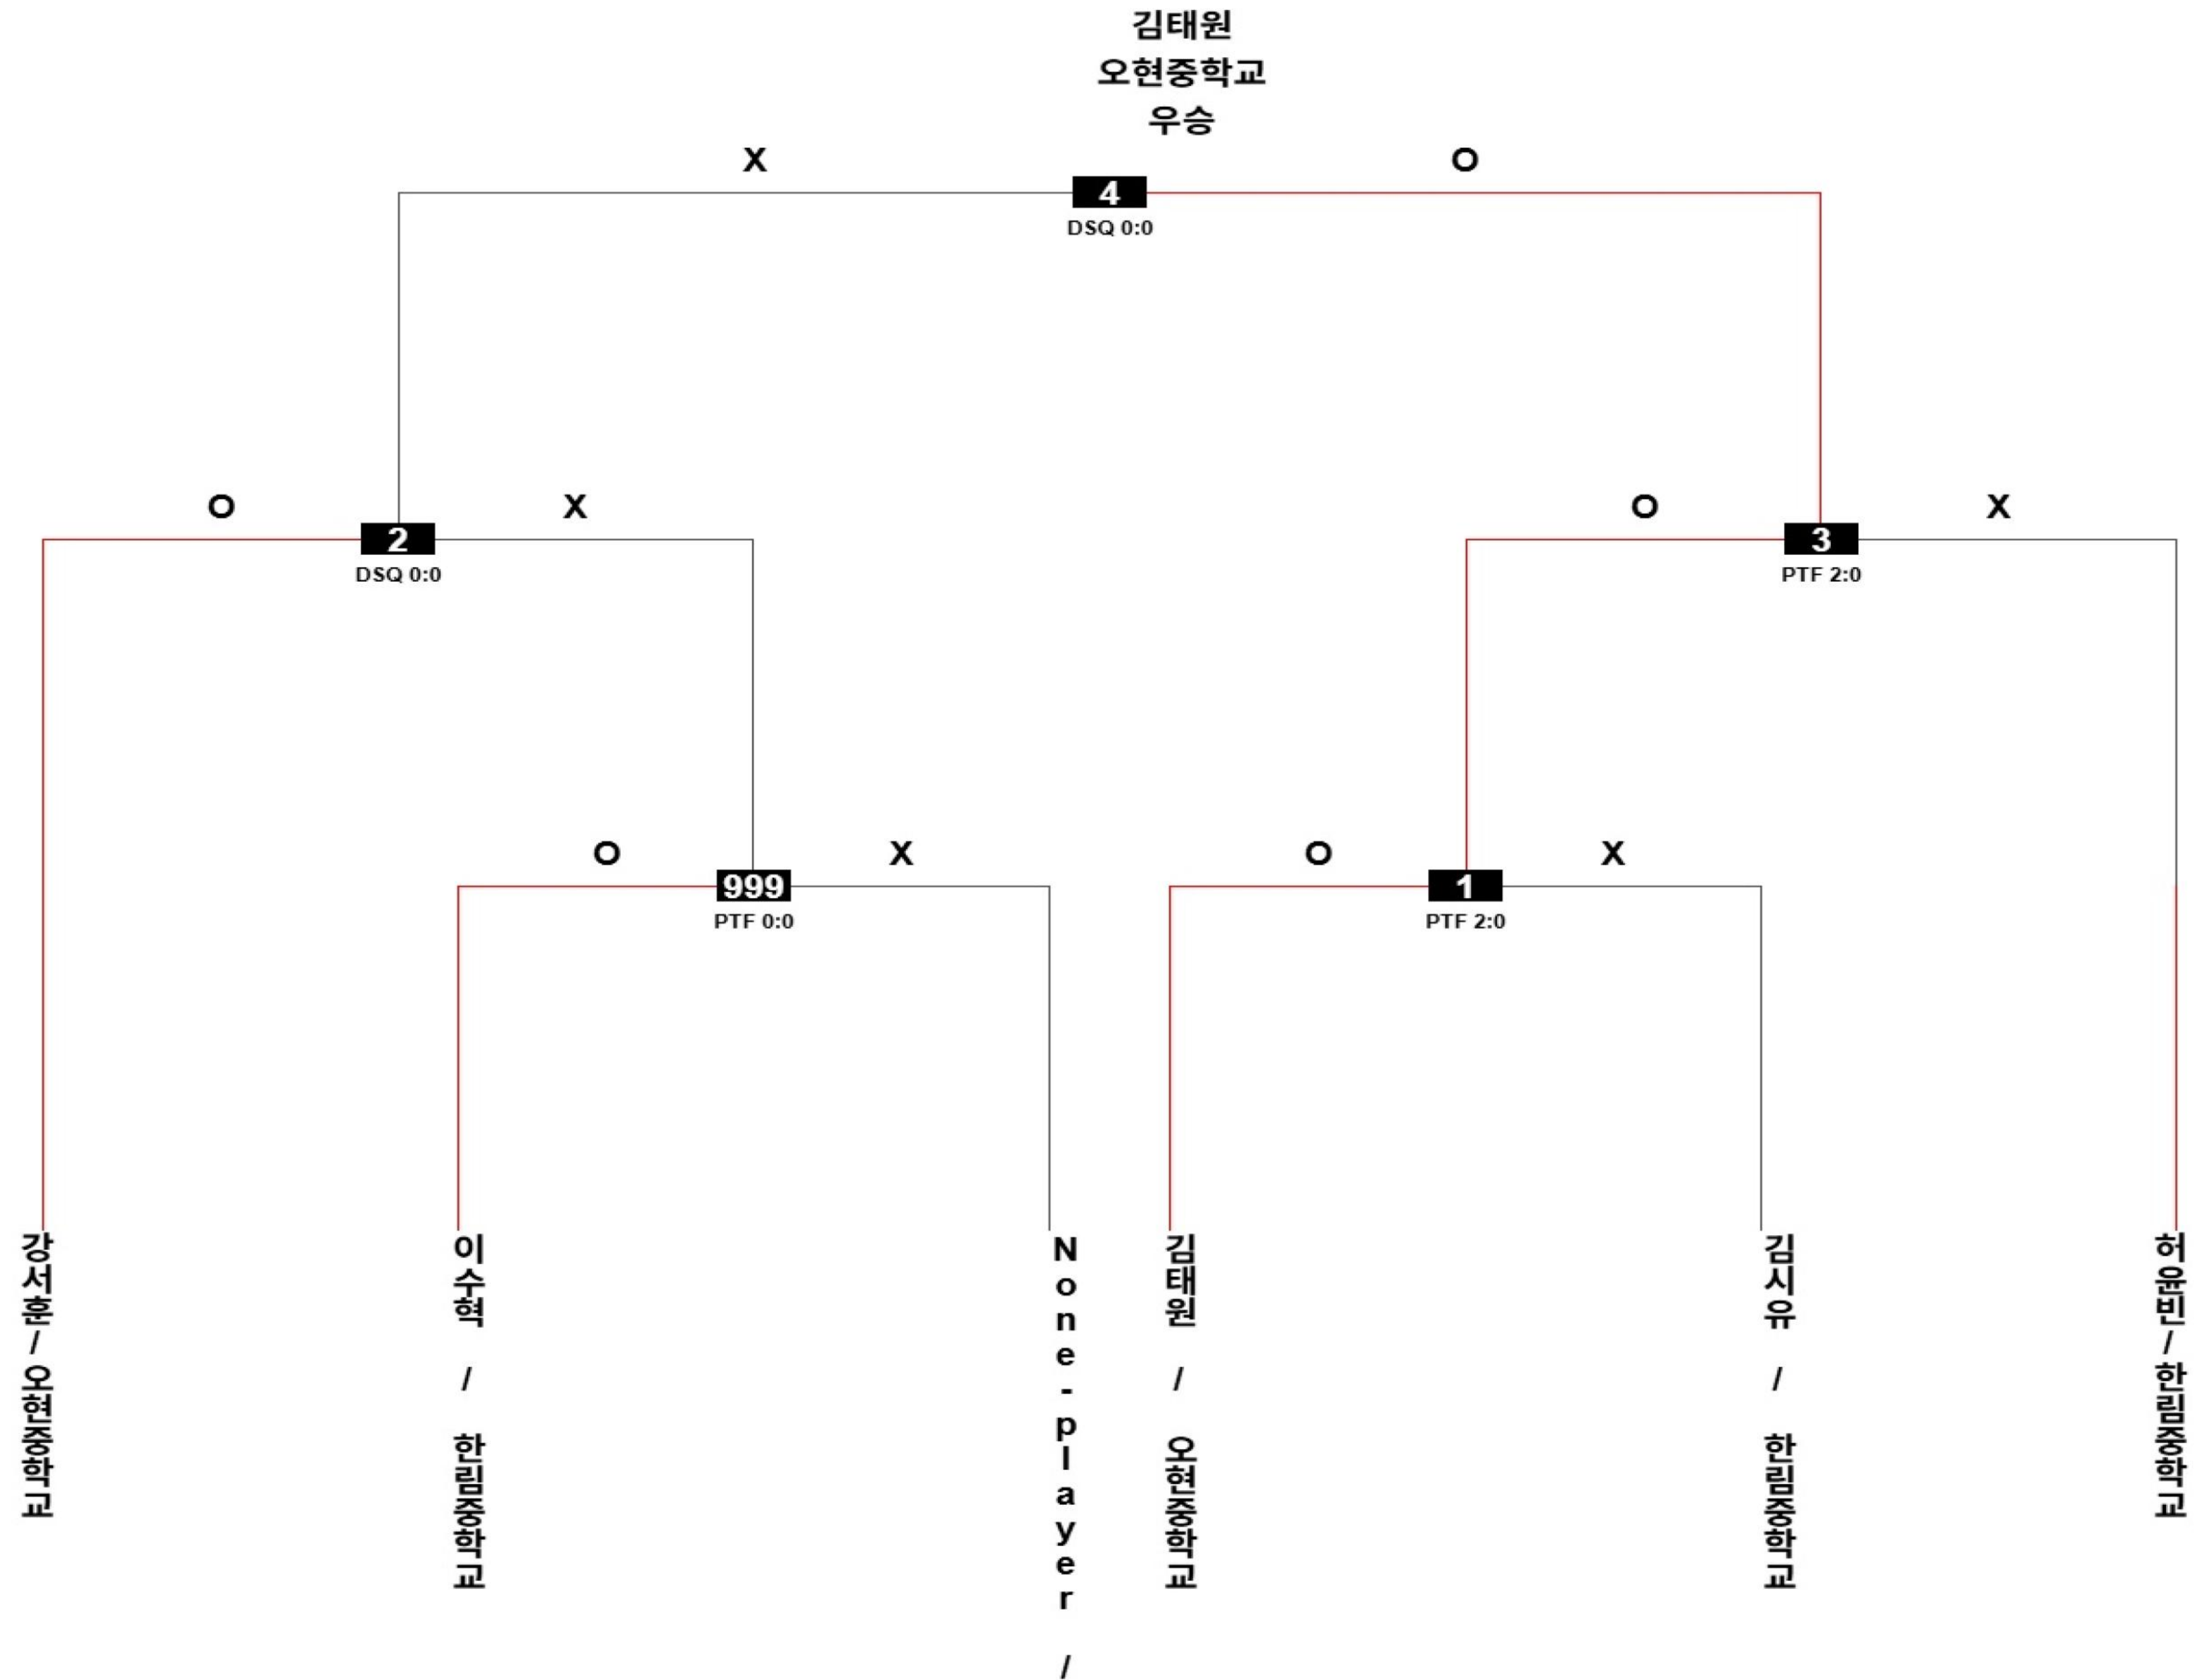 김태원
오현중학교
우승
X
O
4
DSQ 0:0
O
X
O
X
2
3
DSQ 0:0
PTF 2:0
O
X
O
X
999
1
PTF 0:0
PTF 2:0
강서훈/ 오현중학교
이수혁 / 한림중학교
None-player /
김태원 / 오현중학교
김시유 / 한림중학교
허윤빈/ 한림중학교